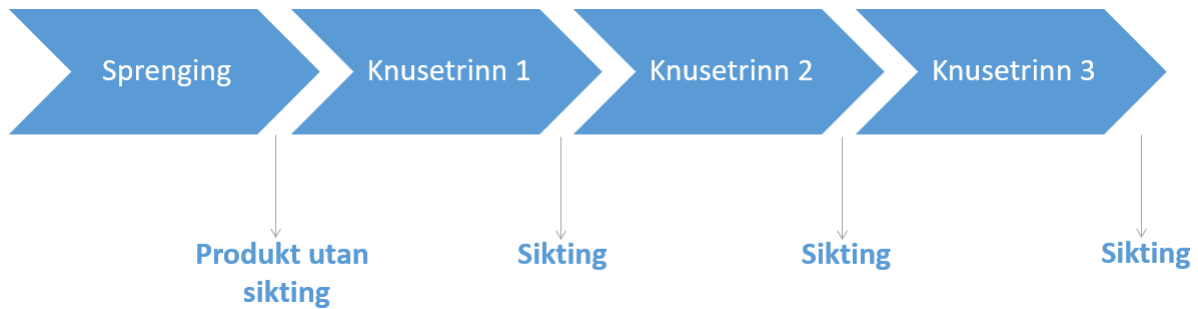 Sprenging
Knusetrinn 1
Knusetrinn 2
Knusetrinn 3
Produkt utan
sikting
Sikting
Sikting
Sikting